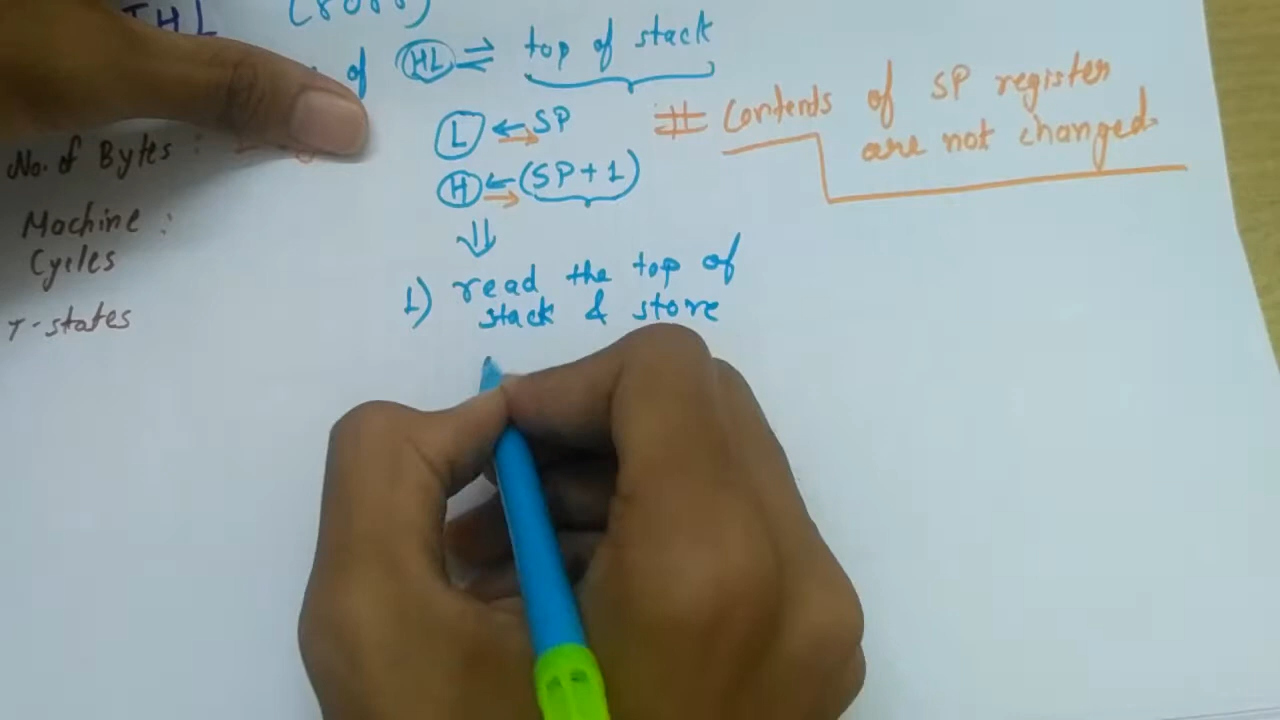 THL (8085)
of HL ⇌ top of stack
L ← SP
H ← (SP+1)
# Contents of SP register
are not changed.
No. of Bytes :
Machine :
Cycles
T-states
⇓
1) read the top of
stack & store